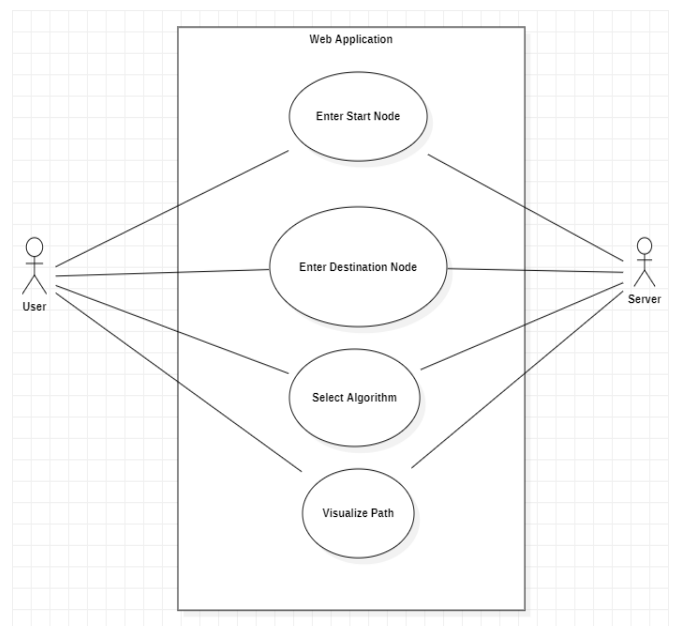 Web Application
Enter Start Node
Enter Destination Node
User
Server
Select Algorithm
Visualize Path